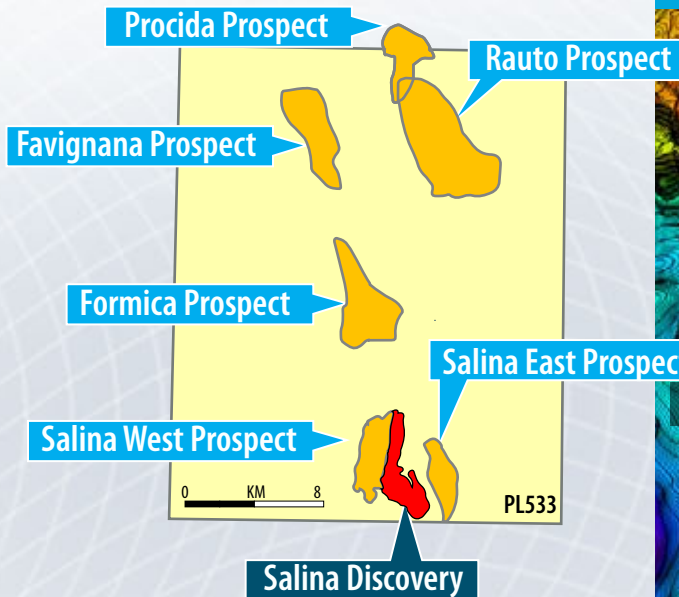 Procida Prospect
Rauto Prospect
Favignana Prospect
Formica Prospect
Salina East Prospec
Salina West Prospect
0 KM 8
PL533
Salina Discovery